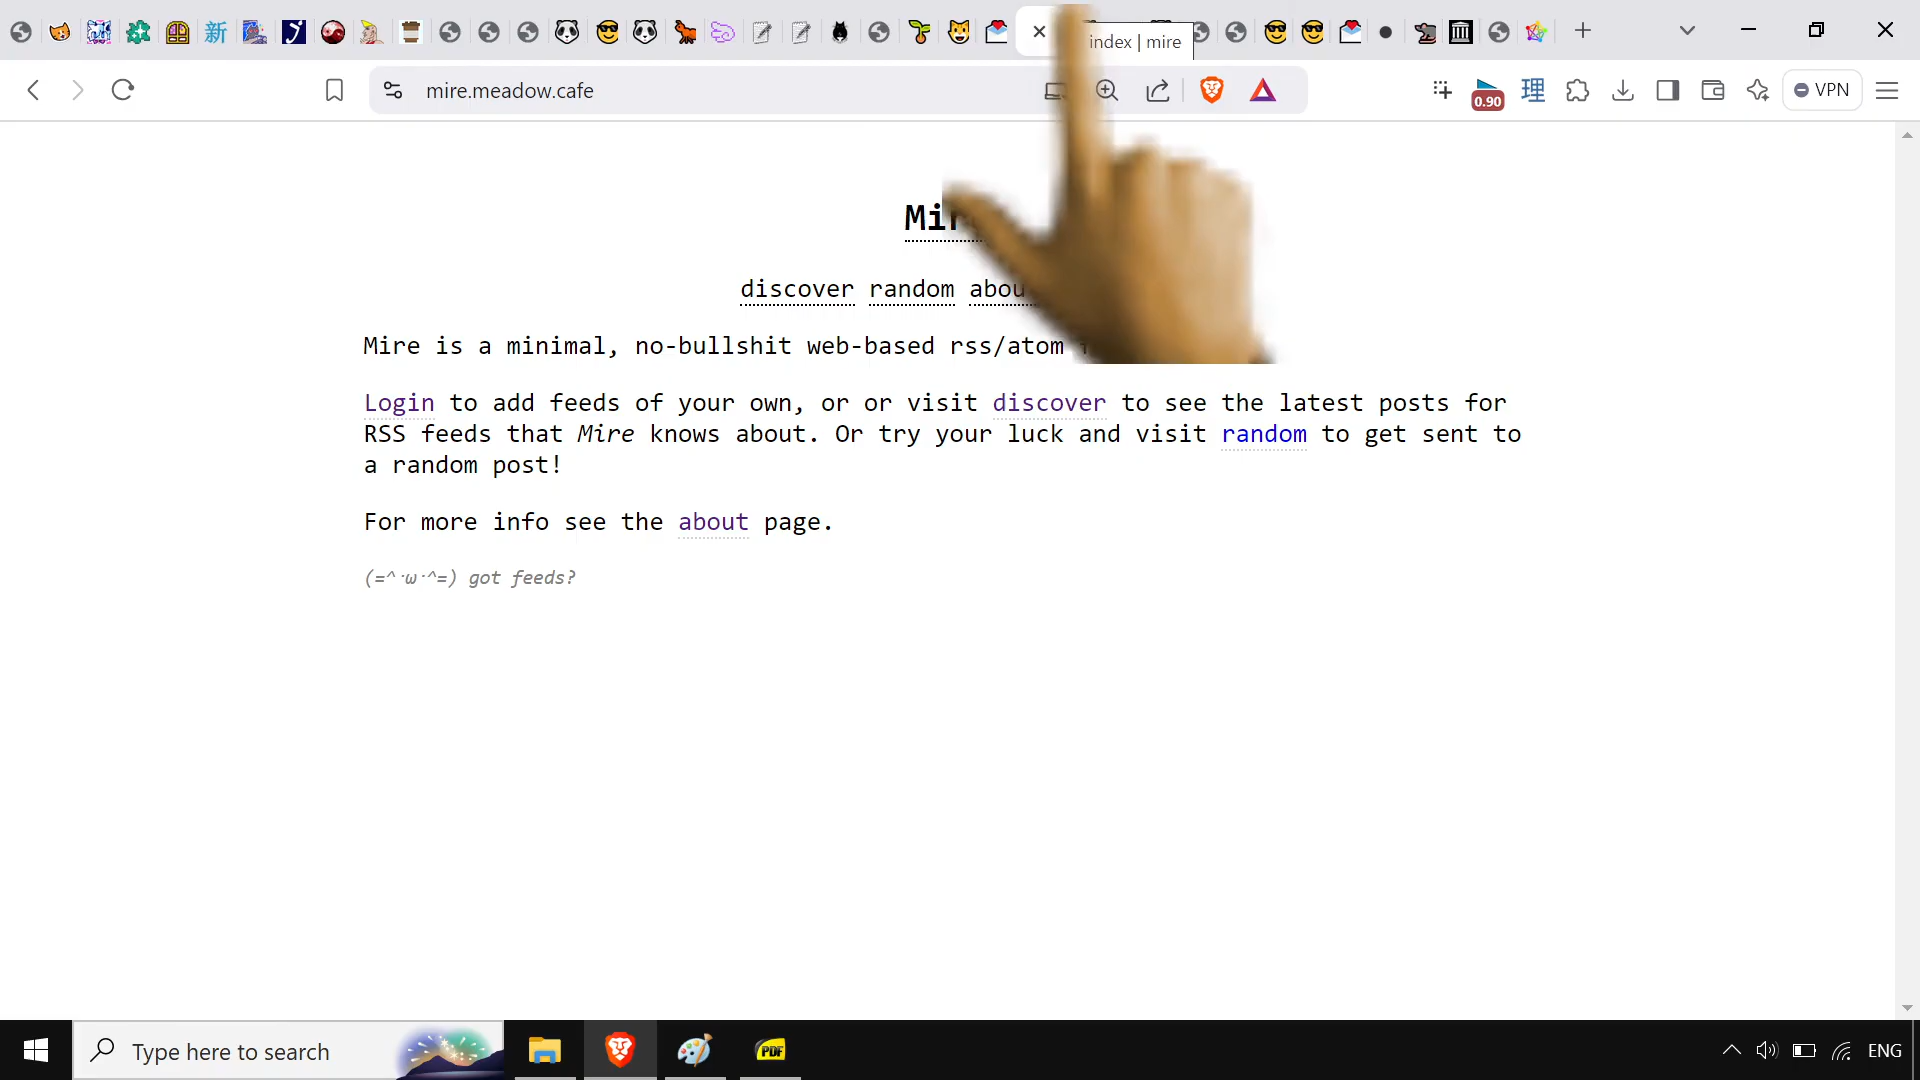 新
index | mire
mire.meadow.cafe
0.90
理
VPN
discover random
Mire is a minimal, no-bullshit web-based rss/atom
Login to add feeds of your own, or or visit discover to see the latest posts for
RSS feeds that Mire knows about. Or try your luck and visit random to get sent to
a random post!
For more info see the about page.
(=^·ω·^=) got feeds?
Type here to search
PDF
ENG